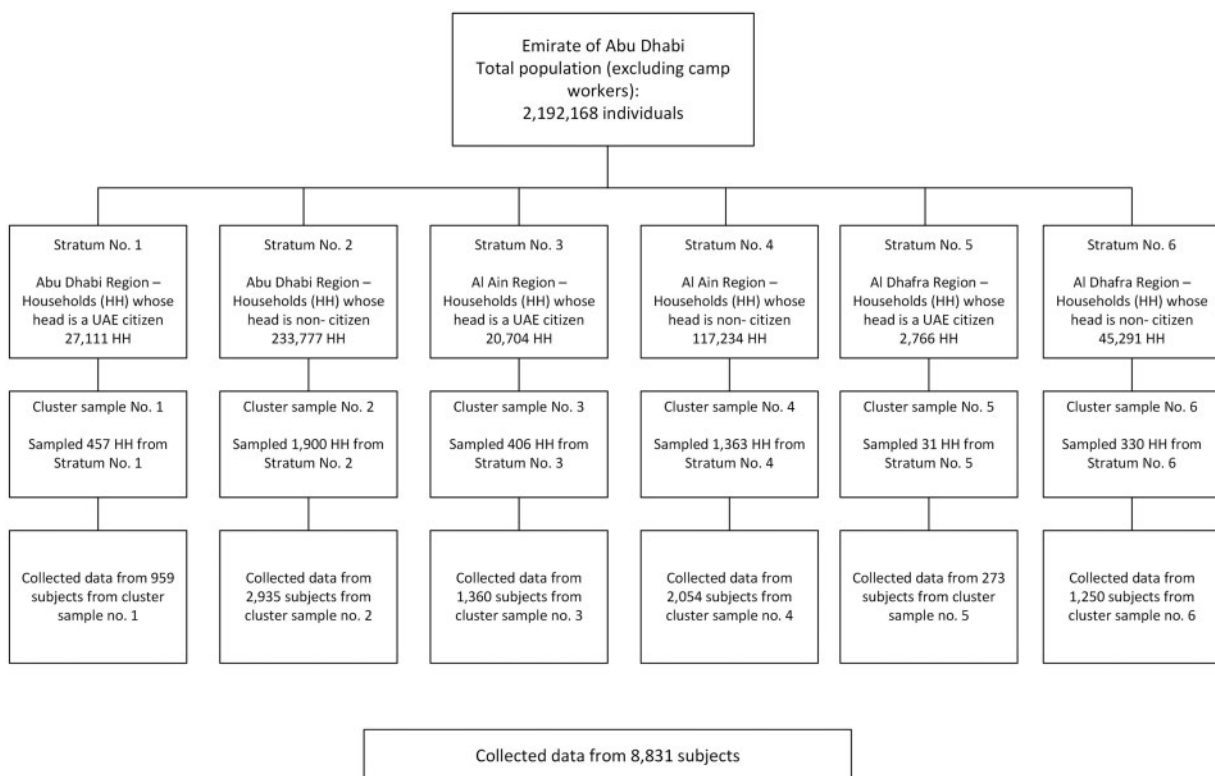 Emirate of Abu Dhabi
Total population (excluding camp
workers):
2,192,168 individuals
Stratum No. 1
Abu Dhabi Region –
Households (HH) whose
head is a UAE citizen
27,111 HH
Stratum No. 2
Abu Dhabi Region –
Households (HH) whose
head is non- citizen
233,777 HH
Stratum No. 3
Al Ain Region –
Households (HH) whose
head is a UAE citizen
20,704 HH
Stratum No. 4
Al Ain Region –
Households (HH) whose
head is non- citizen
117,234 HH
Stratum No. 5
Al Dhafra Region –
Households (HH) whose
head is a UAE citizen
2,766 HH
Stratum No. 6
Al Dhafra Region –
Households (HH) whose
head is non- citizen
45,291 HH
Cluster sample No. 1
Sampled 457 HH from
Stratum No. 1
Cluster sample No. 2
Sampled 1,900 HH from
Stratum No. 2
Cluster sample No. 3
Sampled 406 HH from
Stratum No. 3
Cluster sample No. 4
Sampled 1,363 HH from
Stratum No. 4
Cluster sample No. 5
Sampled 31 HH from
Stratum No. 5
Cluster sample No. 6
Sampled 330 HH from
Stratum No. 6
Collected data from 959
subjects from cluster
sample no. 1
Collected data from
2,935 subjects from
cluster sample no. 2
Collected data from
1,360 subjects from
cluster sample no. 3
Collected data from
2,054 subjects from
cluster sample no. 4
Collected data from 273
subjects from cluster
sample no. 5
Collected data from
1,250 subjects from
cluster sample no. 6
Collected data from 8,831 subjects